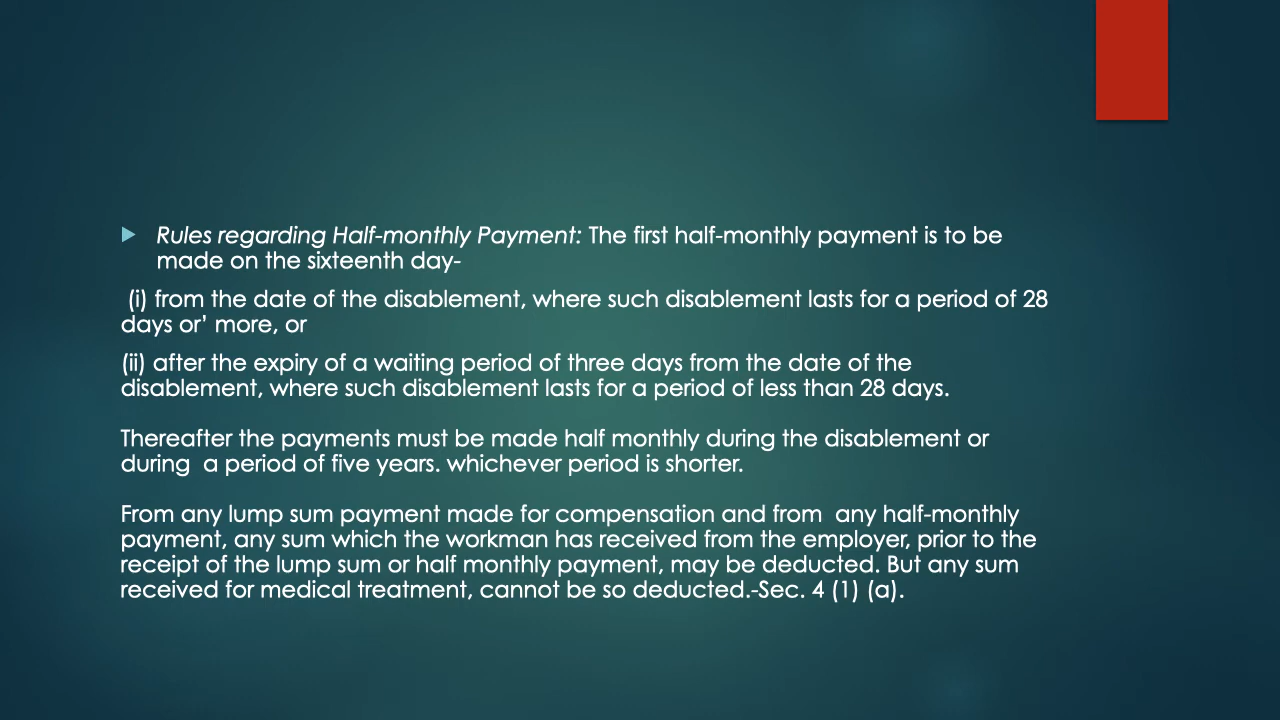 Rules regarding Half-monthly Payment: The first half-monthly payment is to be
made on the sixteenth day-
(i) from the date of the disablement, where such disablement lasts for a period of 28
days or’ more, or
(ii) after the expiry of a waiting period of three days from the date of the
disablement, where such disablement lasts for a period of less than 28 days.
Thereafter the payments must be made half monthly during the disablement or
during  a period of five years. whichever period is shorter.
From any lump sum payment made for compensation and from  any half-monthly
payment, any sum which the workman has received from the employer, prior to the
receipt of the lump sum or half monthly payment, may be deducted. But any sum
received for medical treatment, cannot be so deducted.-Sec. 4 (1) (a).